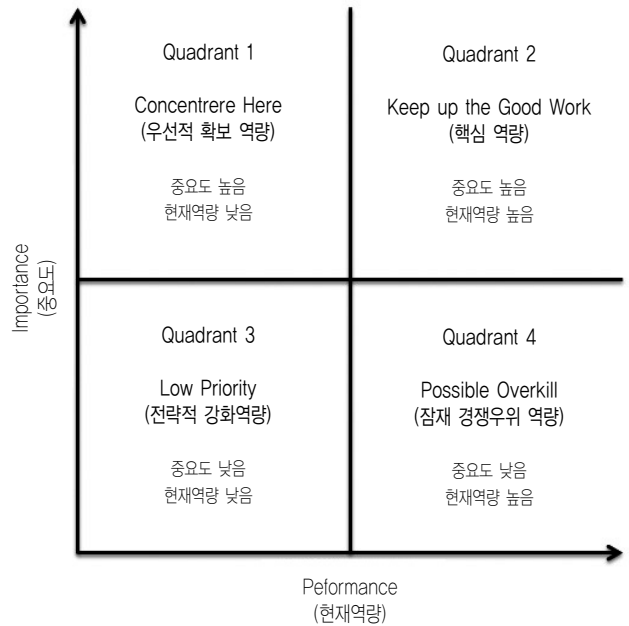 Quadrant 1
Concentrere Here
(우선적 확보 역량)
중요도 높음
현재역량 낮음
Quadrant 2
Keep up the Good Work
(핵심 역량)
중요도 높음
현재역량 높음
Importance
(중요도)
Quadrant 3
Low Priority
(전략적 강화역량)
중요도 낮음
현재역량 낮음
Quadrant 4
Possible Overkill
(잠재 경쟁우위 역량)
중요도 낮음
현재역량 높음
Peformance
(현재역량)